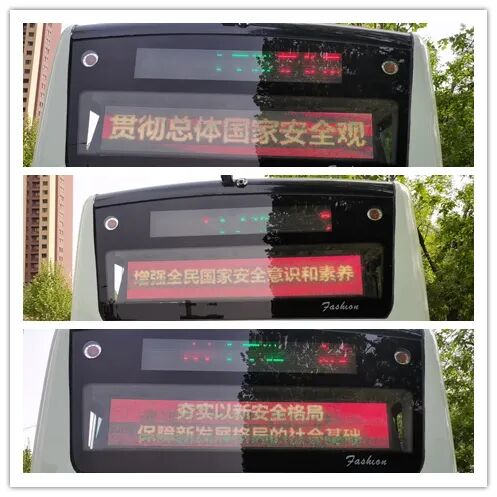 贯彻总体国家安全观
增强全民国家安全意识和素养
Fashion
夯实以新安全格局
保障新发展格局的社会基础
Fashion